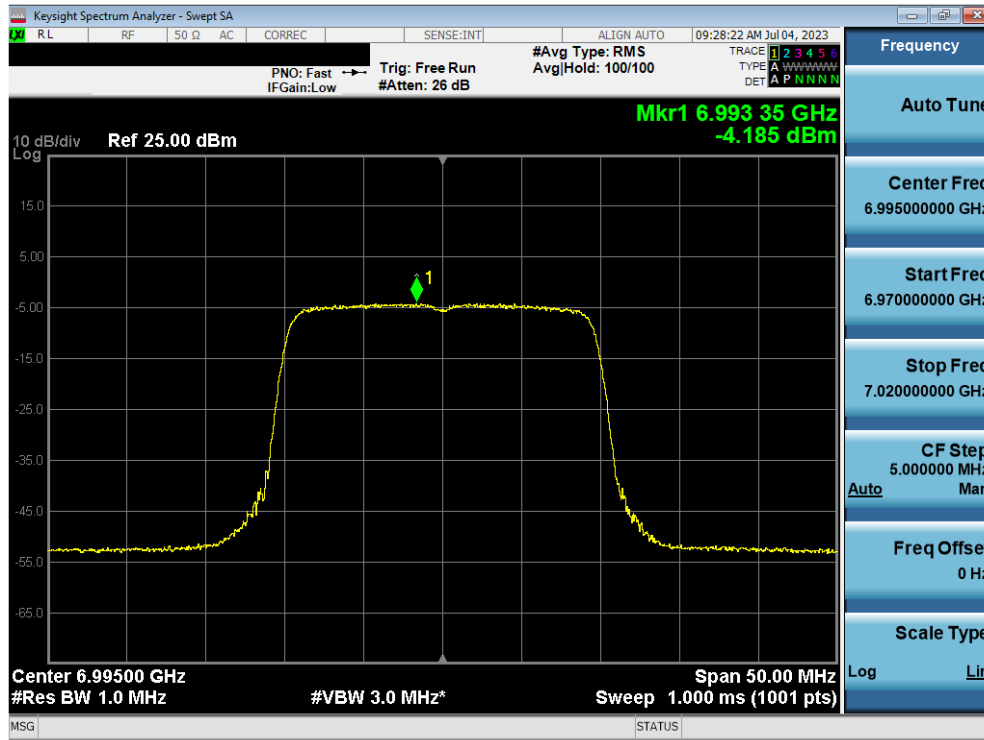 Keysight Spectrum Analyzer - Swept SA
LXI RL RF 50 Ω AC CORREC SENSE:INT ALIGN AUTO 09:28:22 AM Jul 04, 2023
PNO: Fast
IFGain:Low
Trig: Free Run
#Atten: 26 dB
#Avg Type: RMS
Avg|Hold: 100/100
TRACE 1 2 3 4 5 6
TYPE A W W W W W
DET A P N N N N
Mkr1 6.993 35 GHz
-4.185 dBm
10 dB/div Ref 25.00 dBm
Log
15.0
5.00
-5.00
-15.0
-25.0
-35.0
-45.0
-55.0
-65.0
1
Center 6.99500 GHz Span 50.00 MHz
#Res BW 1.0 MHz #VBW 3.0 MHz* Sweep 1.000 ms (1001 pts)
MSG STATUS
Frequency
Auto Tune
Center Freq
6.995000000 GHz
Start Freq
6.970000000 GHz
Stop Freq
7.020000000 GHz
CF Step
5.000000 MHz
Auto Man
Freq Offset
0 Hz
Scale Type
Log Lin